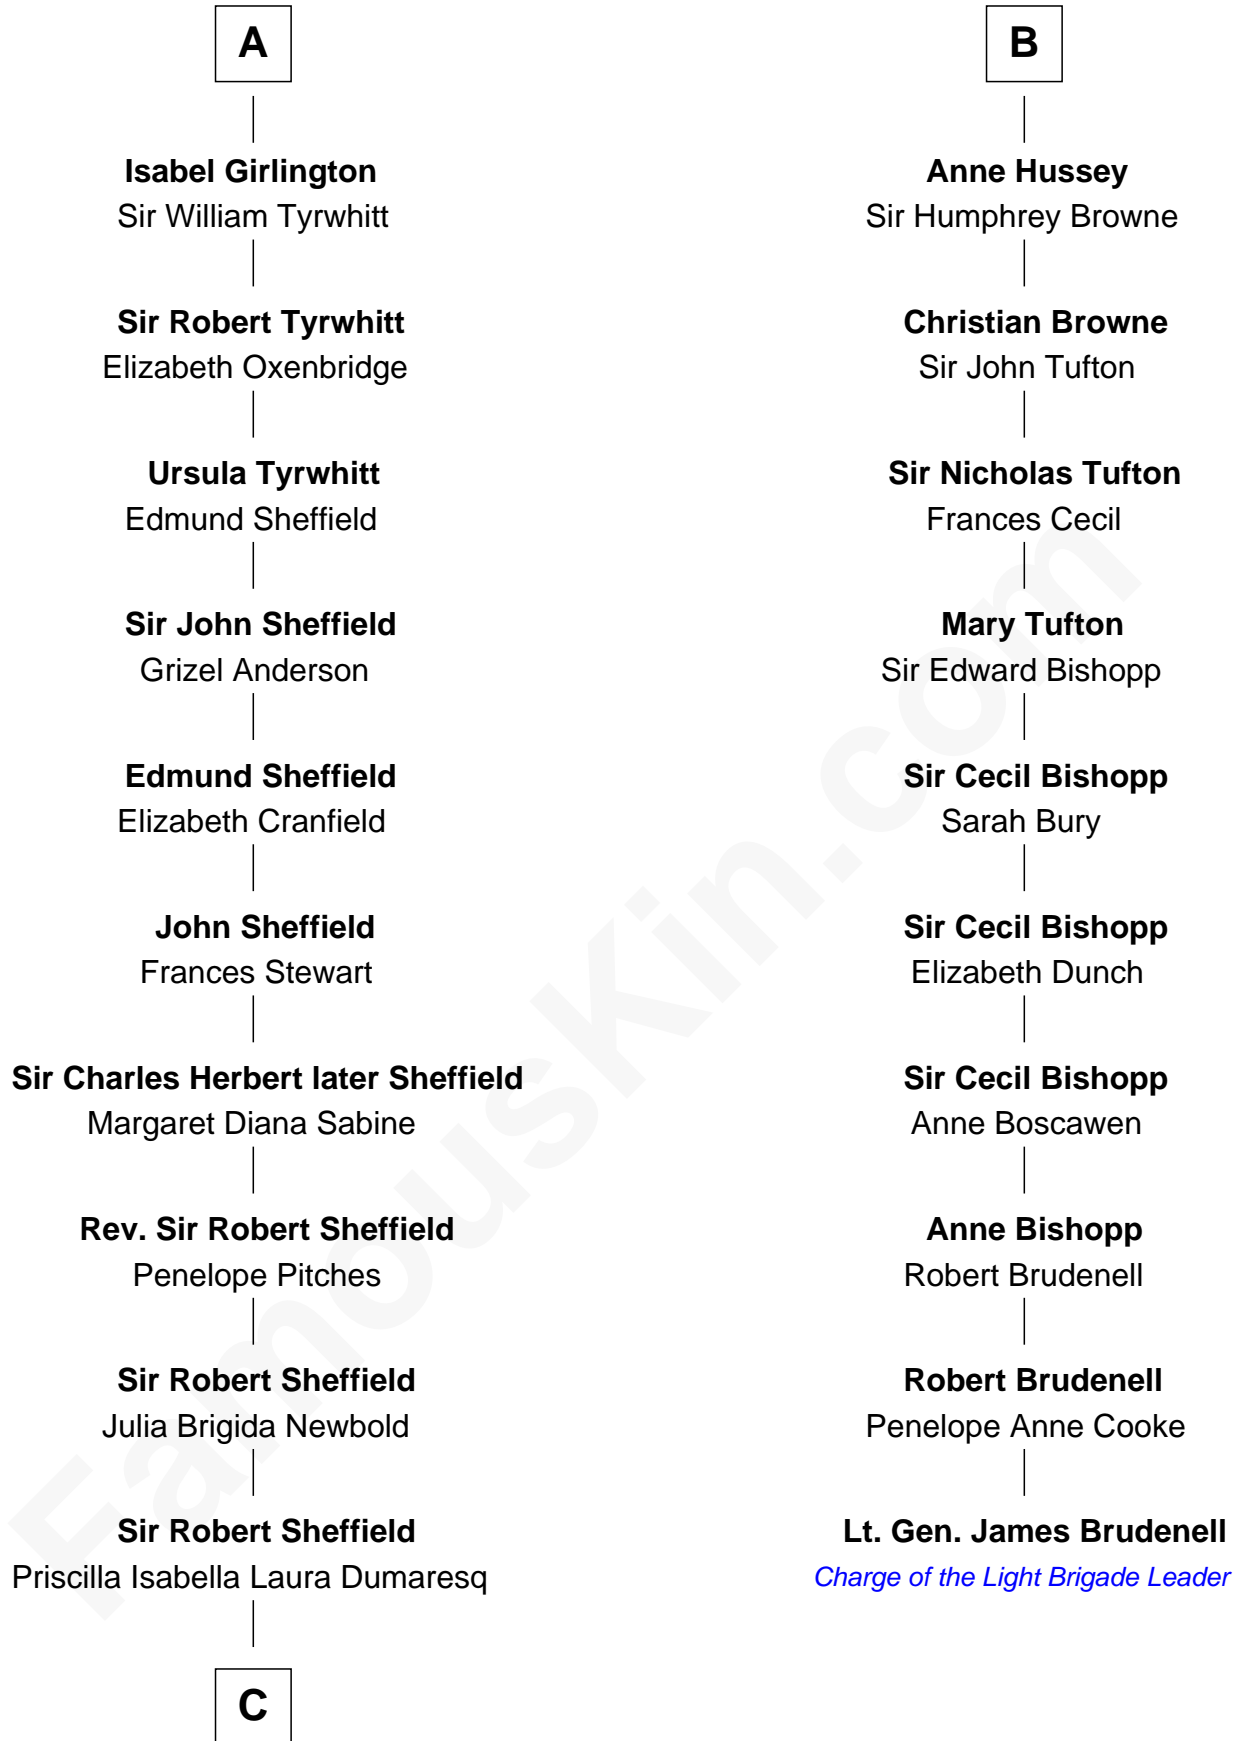 A
Isabel Girlington
Sir William Tyrwhitt
Sir Robert Tyrwhitt
Elizabeth Oxenbridge
Ursula Tyrwhitt
Edmund Sheffield
Sir John Sheffield
Grizel Anderson
Edmund Sheffield
Elizabeth Cranfield
John Sheffield
Frances Stewart
Sir Charles Herbert later Sheffield
Margaret Diana Sabine
Rev. Sir Robert Sheffield
Penelope Pitches
Sir Robert Sheffield
Julia Brigida Newbold
Sir Robert Sheffield
Priscilla Isabella Laura Dumaresq
C
B
Anne Hussey
Sir Humphrey Browne
Christian Browne
Sir John Tufton
Sir Nicholas Tufton
Frances Cecil
Mary Tufton
Sir Edward Bishopp
Sir Cecil Bishopp
Sarah Bury
Sir Cecil Bishopp
Elizabeth Dunch
Sir Cecil Bishopp
Anne Boscawen
Anne Bishopp
Robert Brudenell
Robert Brudenell
Penelope Anne Cooke
Lt. Gen. James Brudenell
Charge of the Light Brigade Leader
FamousKin.com